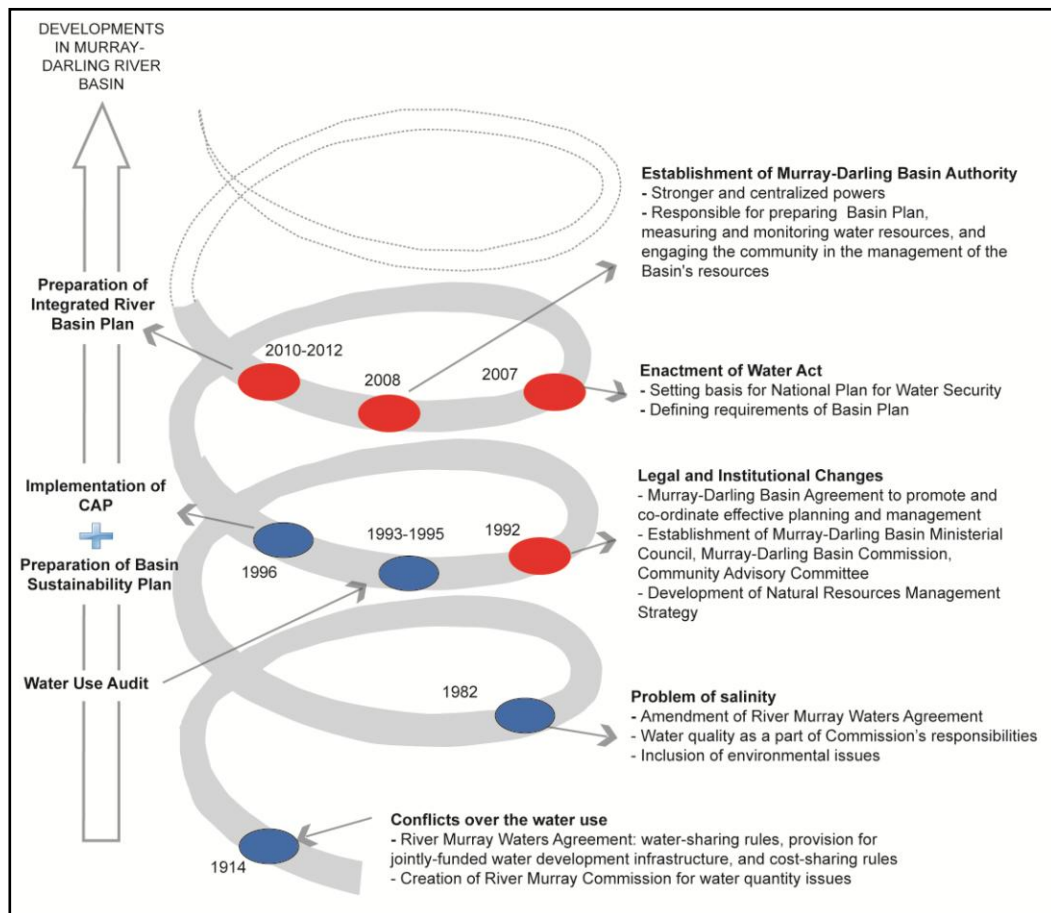 DEVELOPMENTS
IN MURRAY-
DARLING RIVER
BASIN
Establishment of Murray-Darling Basin Authority
- Stronger and centralized powers
- Responsible for preparing Basin Plan,
measuring and monitoring water resources, and
engaging the community in the management of the
Basin's resources
Preparation of
Integrated River
Basin Plan
2010-2012
2008
2007
Enactment of Water Act
- Setting basis for National Plan for Water Security
- Defining requirements of Basin Plan
Implementation of
CAP
Preparation of Basin
Sustainability Plan
1996
1993-1995
1992
Legal and Institutional Changes
- Murray-Darling Basin Agreement to promote and
co-ordinate effective planning and management
- Establishment of Murray-Darling Basin Ministerial
Council, Murray-Darling Basin Commission,
Community Advisory Committee
- Development of Natural Resources Management
Strategy
Water Use Audit
1982
Problem of salinity
- Amendment of River Murray Waters Agreement
- Water quality as a part of Commission's responsibilities
- Inclusion of environmental issues
1914
Conflicts over the water use
- River Murray Waters Agreement: water-sharing rules, provision for
jointly-funded water development infrastructure, and cost-sharing rules
- Creation of River Murray Commission for water quantity issues